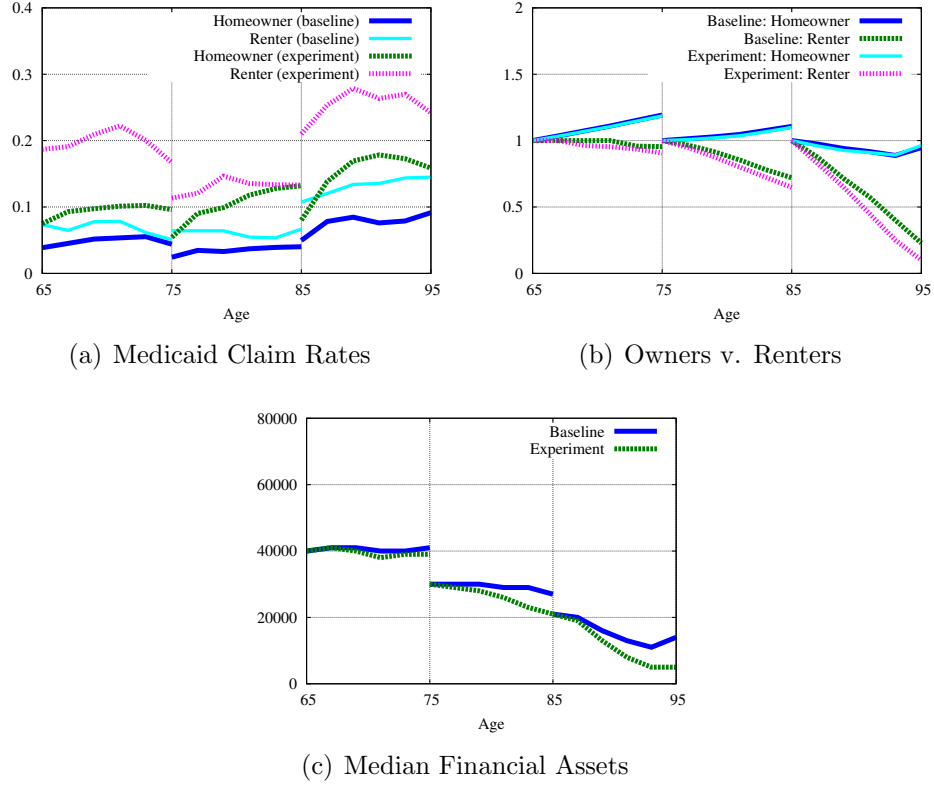 0.4
0.3
0.2
0.1
0
65
75
85
95
Age
Homeowner (baseline)
Renter (baseline)
Homeowner (experiment)
Renter (experiment)
(a) Medicaid Claim Rates
2
1.5
1
0.5
0
65
75
85
95
Age
Baseline: Homeowner
Baseline: Renter
Experiment: Homeowner
Experiment: Renter
(b) Owners v. Renters
80000
60000
40000
20000
0
65
75
85
95
Age
Baseline
Experiment
(c) Median Financial Assets